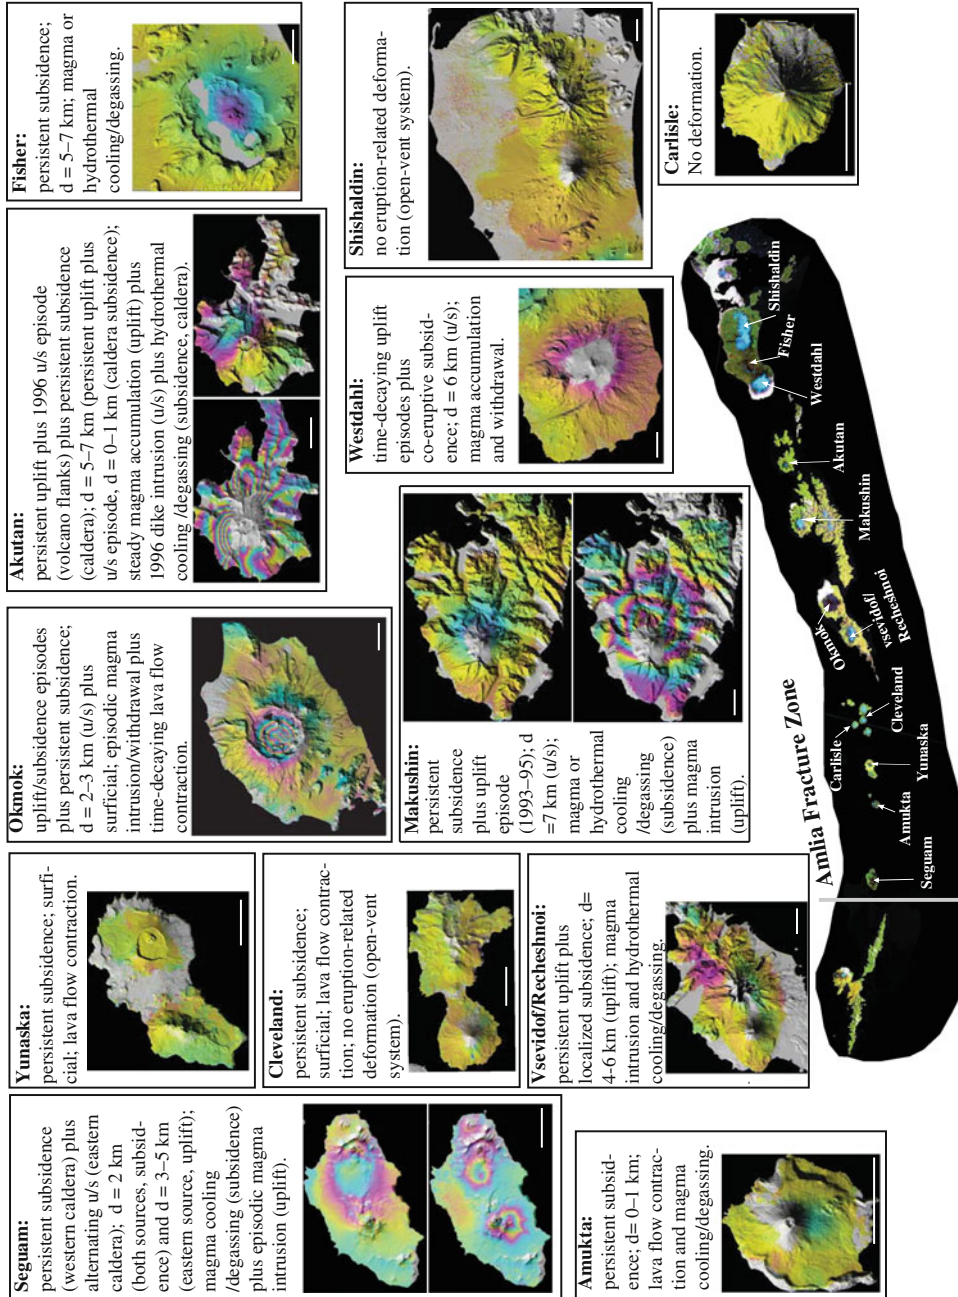 Seguam:
persistent subsidence
(western caldera) plus
alternating u/s (eastern
caldera); d = 2 km
(both sources, subsid-
ence) and d = 3–5 km
(eastern source, uplift);
magma cooling
/degassing (subsidence)
plus episodic magma
intrusion (uplift).
Yunaska:
persistent subsidence; surfi-
cial; lava flow contraction.
Okmok:
uplift/subsidence episodes
plus persistent subsidence;
d = 2–3 km (u/s) plus
surficial; episodic magma
intrusion/withdrawal plus
time-decaying lava flow
contraction.
Akutan:
persistent uplift plus 1996 u/s episode
(volcano flanks) plus persistent subsidence
(caldera); d = 5–7 km (persistent uplift plus
u/s episode, d = 0–1 km (caldera subsidence);
steady magma accumulation (uplift) plus
1996 dike intrusion (u/s) plus hydrothermal
cooling /degassing (subsidence, caldera).
Fisher:
persistent subsidence;
d = 5–7 km; magma or
hydrothermal
cooling/degassing.
Cleveland:
persistent subsidence;
surficial; lava flow contrac-
tion; no eruption-related
deformation (open-vent
system).
Westdahl:
time-decaying uplift
episodes plus
co-eruptive subsid-
ence; d = 6 km (u/s);
magma accumulation
and withdrawal.
Shishaldin:
no eruption-related deforma-
tion (open-vent system).
Makushin:
persistent
subsidence
plus uplift
episode
(1993–95); d
=7 km (u/s);
magma or
hydrothermal
cooling
/degassing
(subsidence)
plus magma
intrusion
(uplift).
Vsevidof/Recheshnoi:
persistent uplift plus
localized subsidence; d=
4-6 km (uplift); magma
intrusion and hydrothermal
cooling/degassing.
Amukta:
persistent subsid-
ence; d= 0–1 km;
lava flow contrac-
tion and magma
cooling/degassing.
Carlisle:
No deformation.
Amlia Fracture Zone
Seguam
Amukta
Yunaska
Carlisle
Cleveland
Okmok
vsevidof/
Recheshnoi
Makushin
Akutan
Westdahl
Fisher
Shishaldin